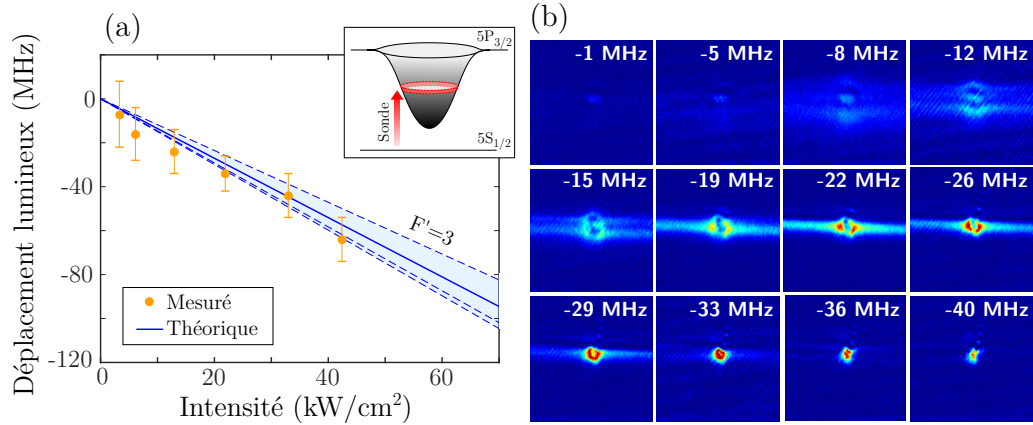 (a)
Déplacement lumineux (MHz)
0
-40
-80
-120
0
20
40
60
Intensité (kW/cm²)
F'=3
Mesuré
Théorique
5P3/2
Sonde
5S1/2
(b)
-1 MHz
-5 MHz
-8 MHz
-12 MHz
-15 MHz
-19 MHz
-22 MHz
-26 MHz
-29 MHz
-33 MHz
-36 MHz
-40 MHz